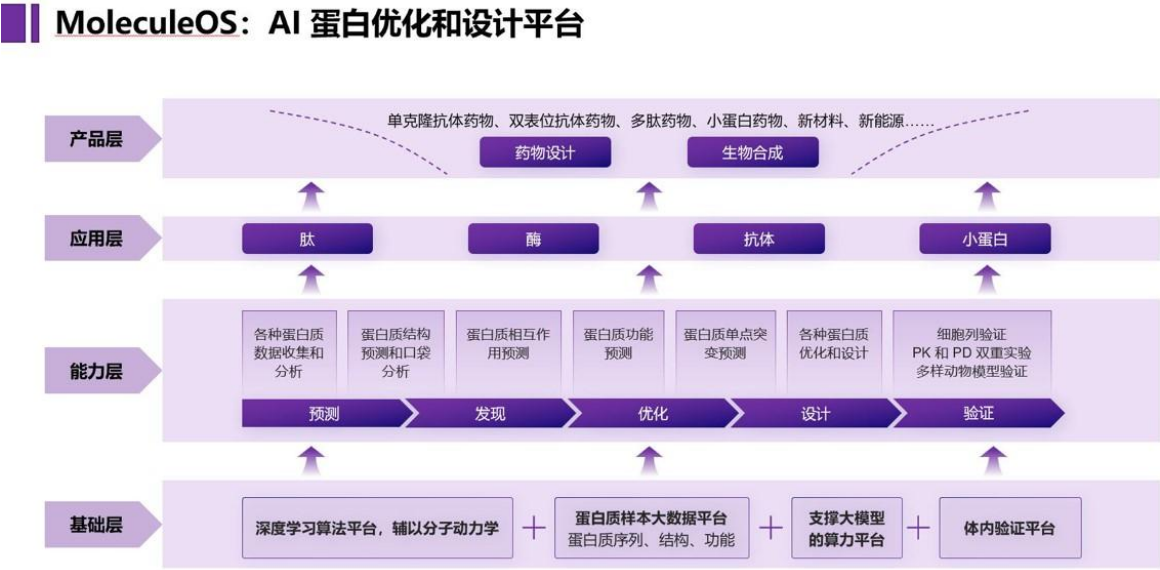 MoleculeOS：AI 蛋白优化和设计平台
产品层
单克隆抗体药物、双表位抗体药物、多肽药物、小蛋白药物、新材料、新能源……
药物设计
生物合成
应用层
肽
酶
抗体
小蛋白
能力层
各种蛋白质
数据收集和
分析
蛋白质结构
预测和口袋
分析
蛋白质相互作
用预测
蛋白质功能
预测
蛋白质单点突
变预测
各种蛋白质
优化和设计
细胞列验证
PK 和 PD 双重实验
多样动物模型验证
预测
发现
优化
设计
验证
基础层
深度学习算法平台，辅以分子动力学
+
蛋白质样本大数据平台
蛋白质序列、结构、功能
+
支撑大模型
的算力平台
+
体内验证平台